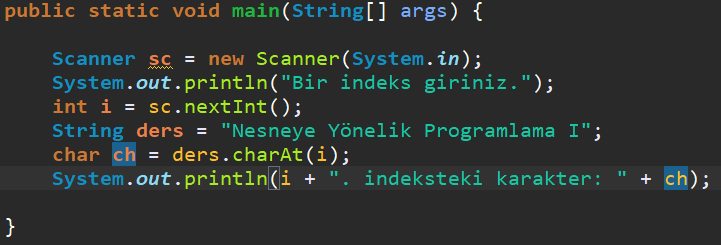 public static void main(String[] args) {
Scanner sc = new Scanner(System.in);
System.out.println("Bir indeks giriniz.");
int i = sc.nextInt();
String ders = "Nesneye Yönelik Programlama I";
char ch = ders.charAt(i);
System.out.println(i + ". indeksteki karakter: " + ch);
}